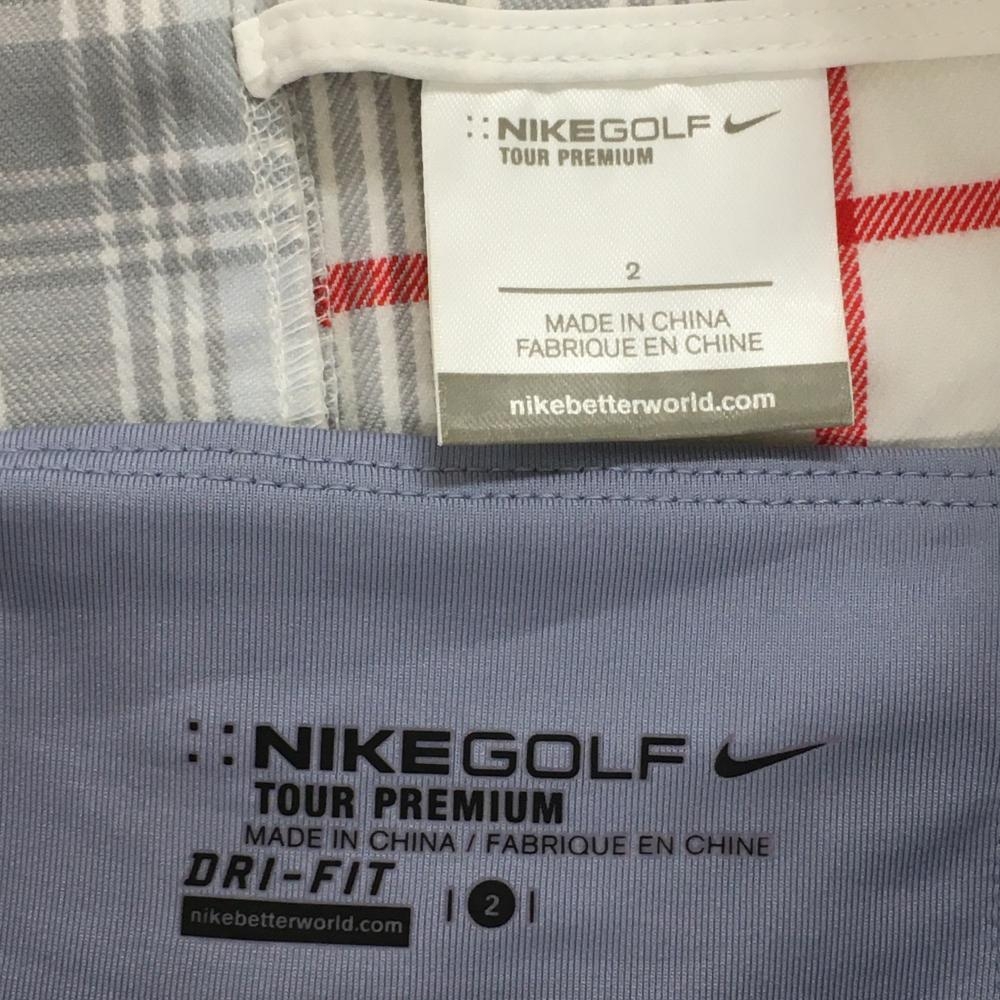 NIKEGOLF
TOUR PREMIUM
2
MADE IN CHINA
FABRIQUE EN CHINE
nikebetterworld.com
NIKEGOLF
TOUR PREMIUM
MADE IN CHINA / FABRIQUE EN CHINE
DRI-FIT
nikebetterworld.com
| 2 |